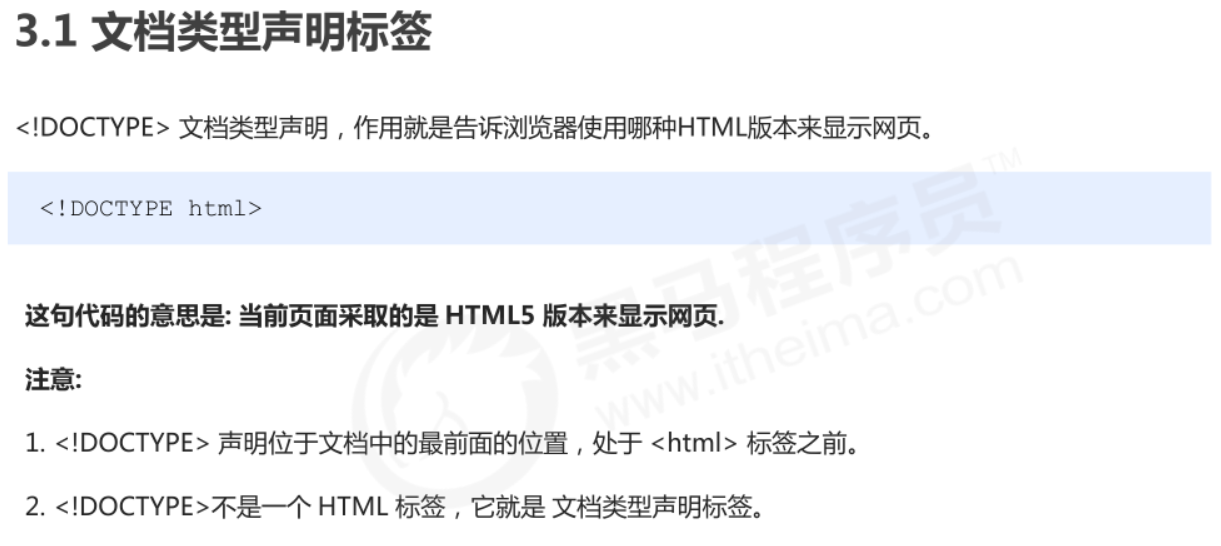 3.1 文档类型声明标签
<!DOCTYPE> 文档类型声明，作用就是告诉浏览器使用哪种HTML版本来显示网页。
<!DOCTYPE html>
这句代码的意思是: 当前页面采取的是 HTML5 版本来显示网页.
注意:
1. <!DOCTYPE> 声明位于文档中的最前面的位置，处于 <html> 标签之前。
2. <!DOCTYPE>不是一个 HTML 标签，它就是 文档类型声明标签。
黑马程序员™
www.itheima.com